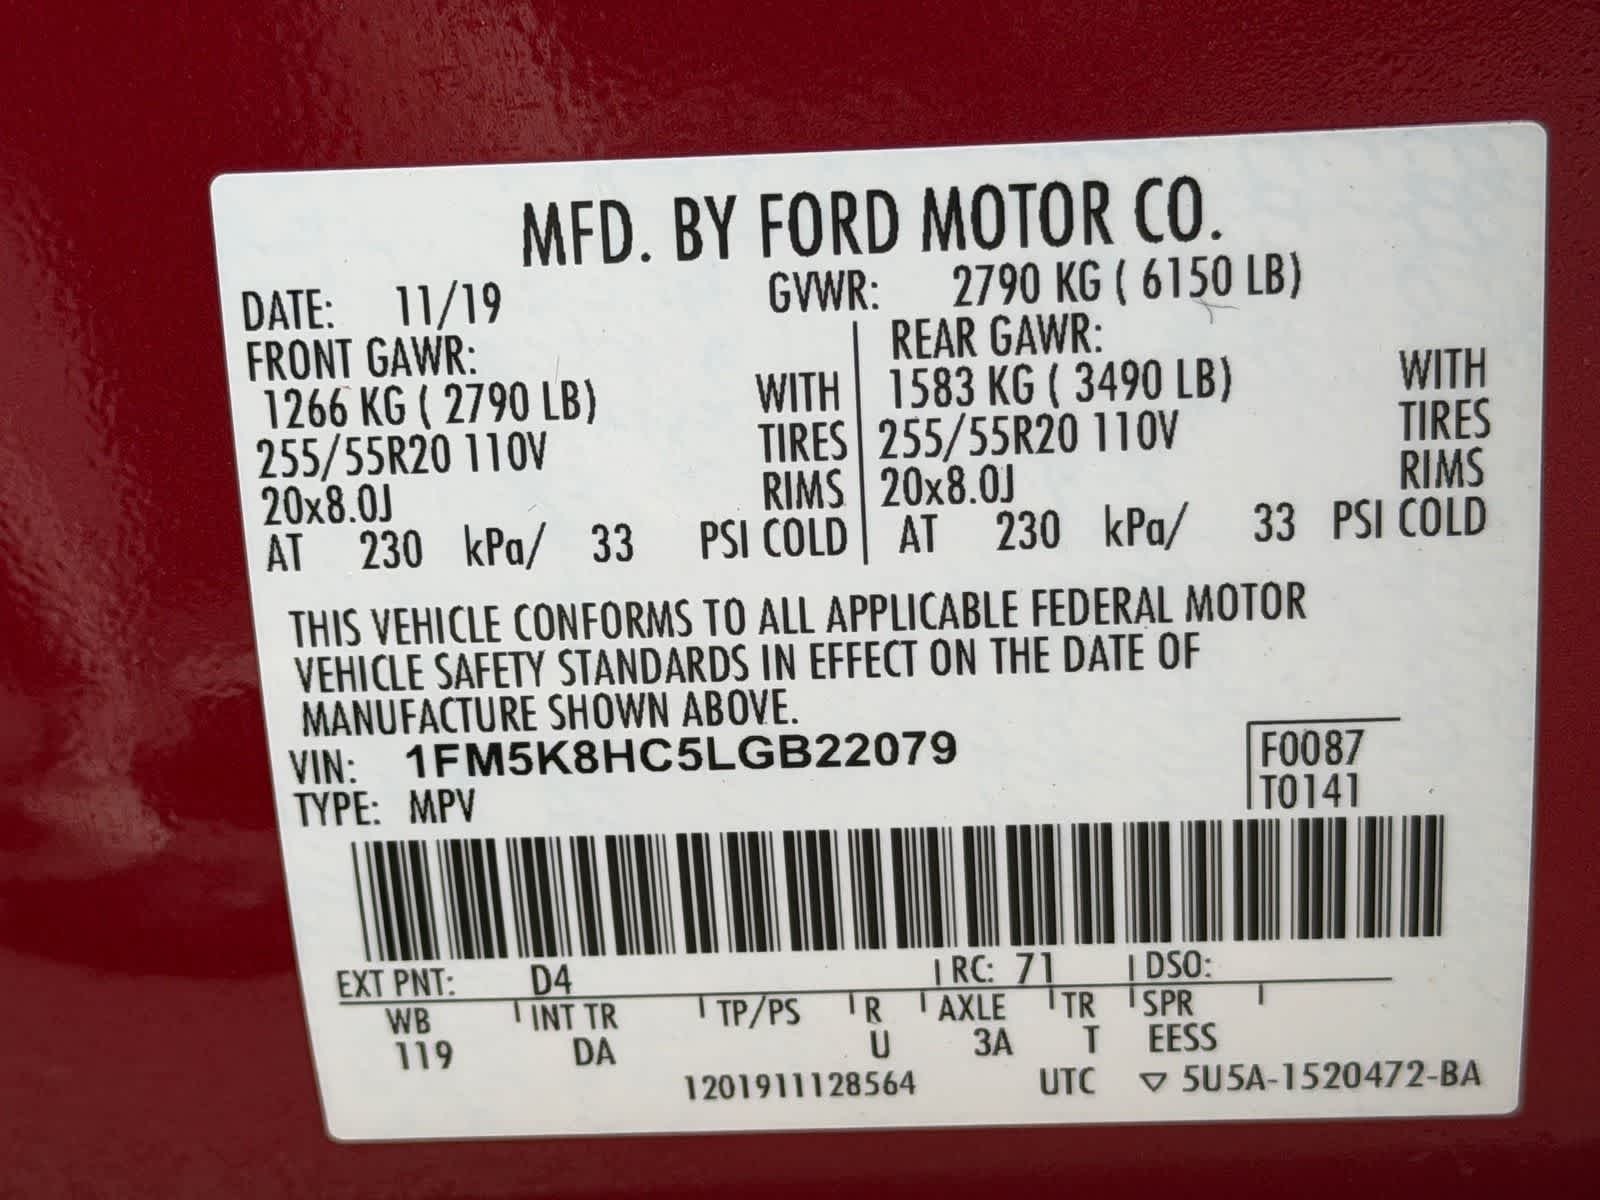 MFD. BY FORD MOTOR CO.
DATE: 11/19 GVWR: 2790 KG ( 6150 LB)
FRONT GAWR: REAR GAWR:
1266 KG ( 2790 LB) WITH 1583 KG ( 3490 LB) WITH
255/55R20 110V TIRES 255/55R20 110V TIRES
20x8.0J RIMS 20x8.0J RIMS
AT 230 kPa/ 33 PSI COLD AT 230 kPa/ 33 PSI COLD
THIS VEHICLE CONFORMS TO ALL APPLICABLE FEDERAL MOTOR
VEHICLE SAFETY STANDARDS IN EFFECT ON THE DATE OF
MANUFACTURE SHOWN ABOVE.
VIN: 1FM5K8HC5LGB22079 F0087
TYPE: MPV T0141
EXT PNT: D4 RC: 71 DSO:
WB INT TR TP/PS R AXLE TR SPR
119 DA U 3A T EESS
1201911128564 UTC ▽ 5U5A-1520472-BA